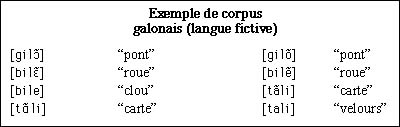 Exemple de corpus
galonais (langue fictive)
[gilɔ̃] “pont” [gilõ] “pont”
[bilɛ̃] “roue” [bilẽ] “roue”
[bile] “clou” [tãli] “carte”
[tɑ̃li] “carte” [tali] “velours”